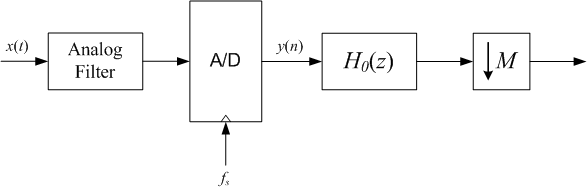 x(t)
Analog
Filter
A/D
y(n)
H₀(z)
↓M
fₛ